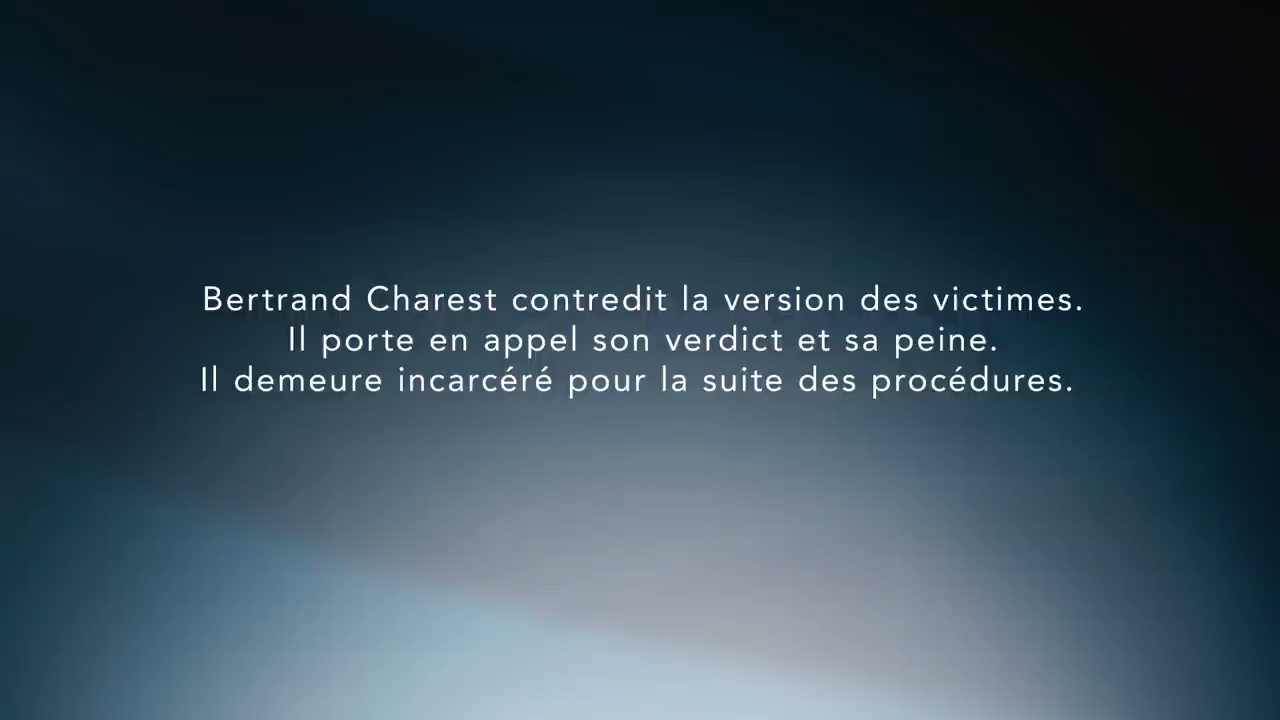 Bertrand Charest contredit la version des victimes.
Il porte en appel son verdict et sa peine.
Il demeure incarcéré pour la suite des procédures.